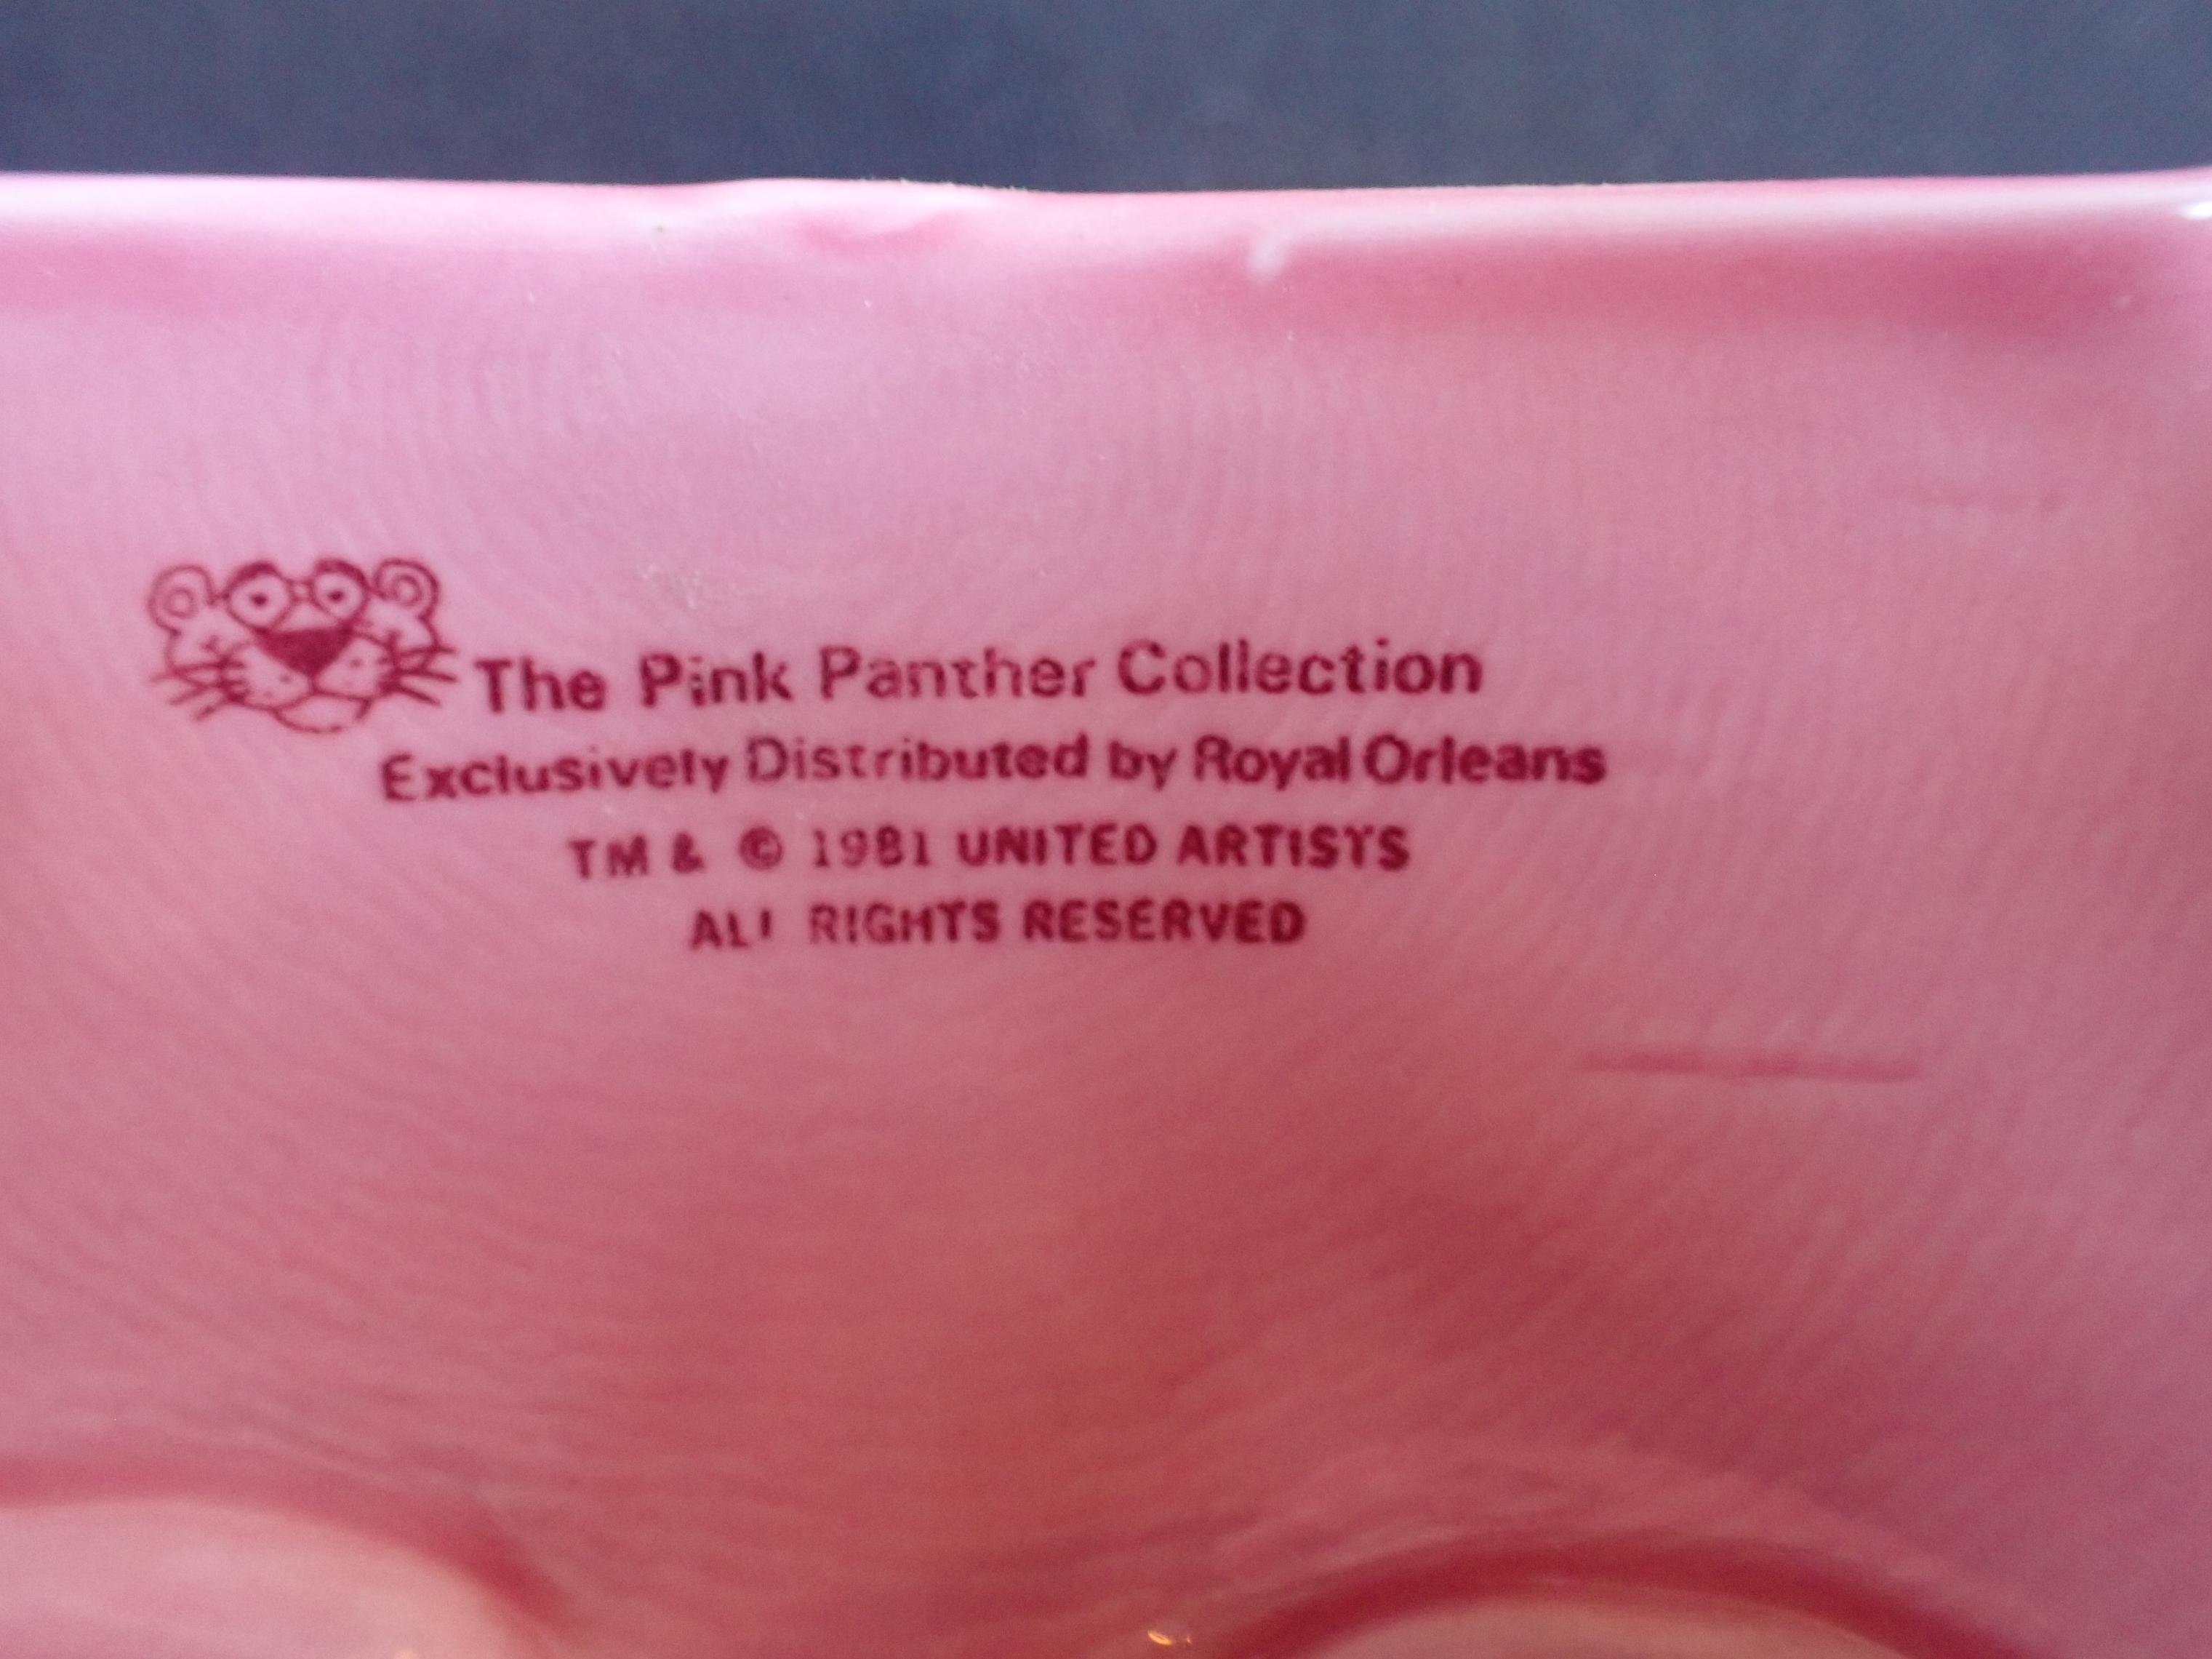 The Pink Panther Collection
Exclusively Distributed by Royal Orleans
TM & © 1981 UNITED ARTISTS
ALL RIGHTS RESERVED